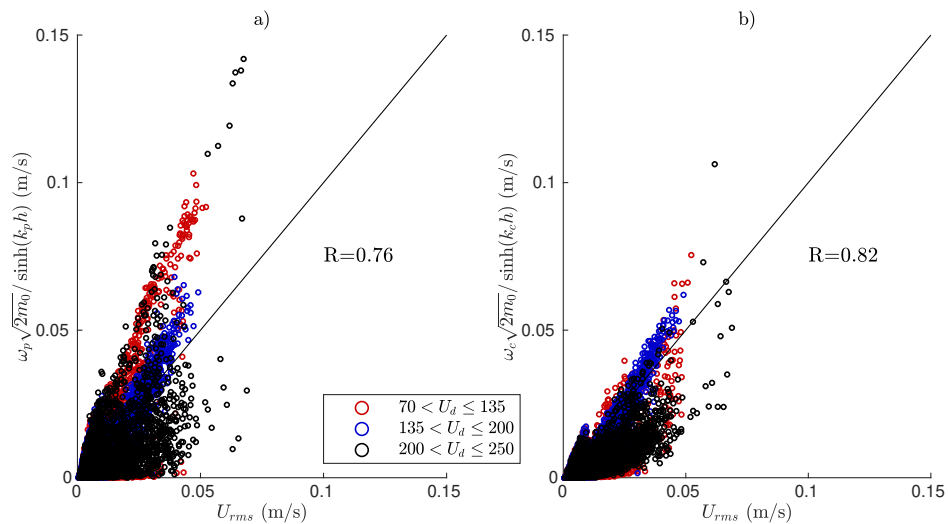 a)
0.15
0.1
0.05
0
ω_p√2m_0/ sinh(k_ph) (m/s)
R=0.76
70 < U_d ≤ 135
135 < U_d ≤ 200
200 < U_d ≤ 250
0 0.05 0.1 0.15
U_rms (m/s)
b)
0.15
0.1
0.05
0
ω_c√2m_0/ sinh(k_ch) (m/s)
R=0.82
0 0.05 0.1 0.15
U_rms (m/s)